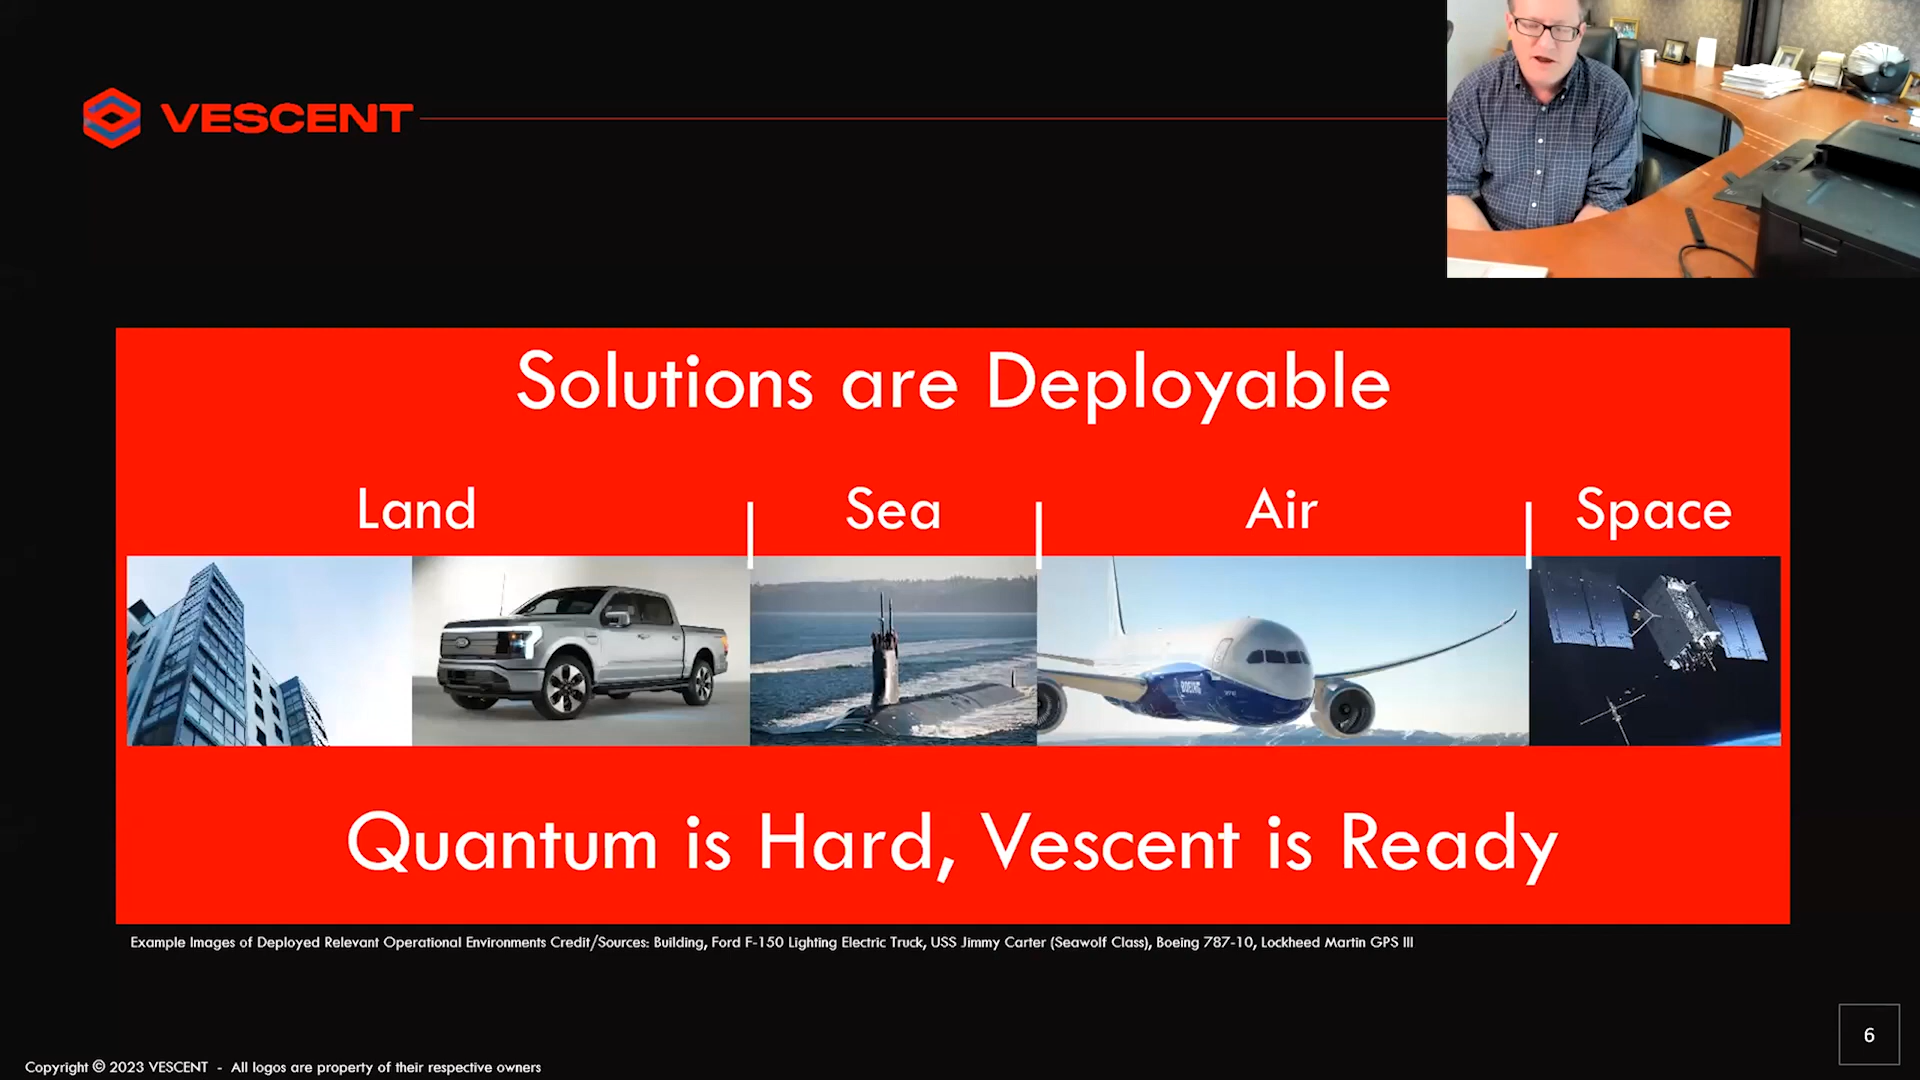 VESCENT
Solutions are Deployable
Land
Sea
Air
Space
BOEING
Quantum is Hard, Vescent is Ready
Example Images of Deployed Relevant Operational Environments Credit/Sources: Building, Ford F-150 Lighting Electric Truck, USS Jimmy Carter (Seawolf Class), Boeing 787-10, Lockheed Martin GPS III
6
Copyright © 2023 VESCENT - All logos are property of their respective owners